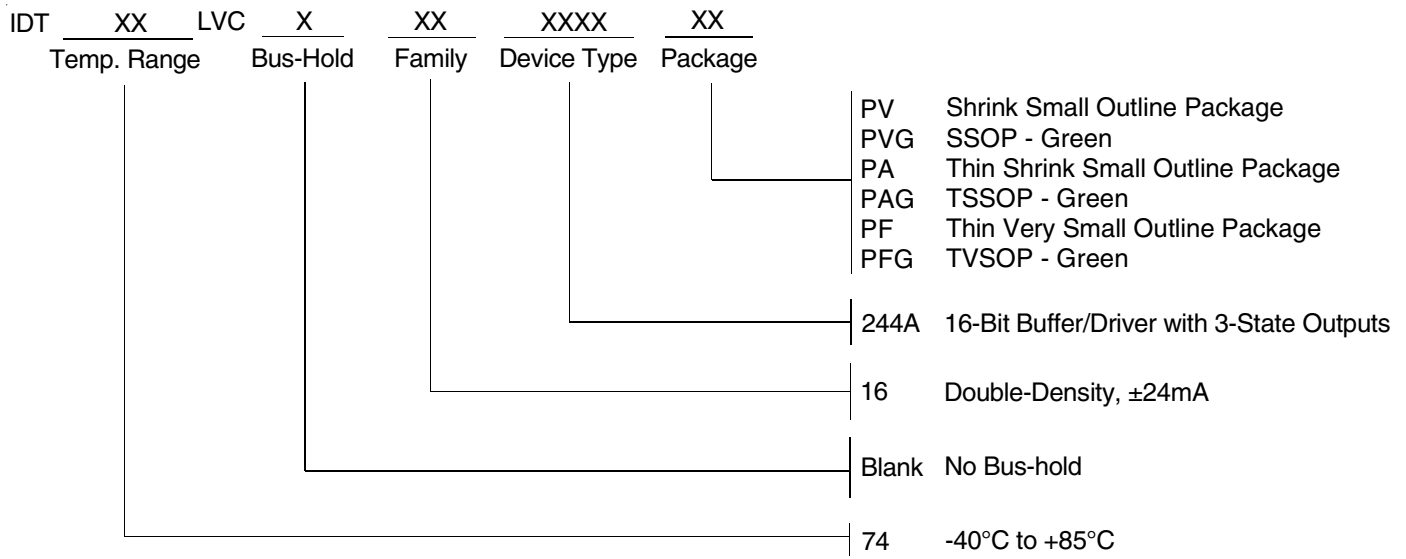 IDT XX LVC X XX XXXX XX
Temp. Range Bus-Hold Family Device Type Package
PV Shrink Small Outline Package
PVG SSOP - Green
PA Thin Shrink Small Outline Package
PAG TSSOP - Green
PF Thin Very Small Outline Package
PFG TVSOP - Green
244A 16-Bit Buffer/Driver with 3-State Outputs
16 Double-Density, ±24mA
Blank No Bus-hold
74 -40°C to +85°C